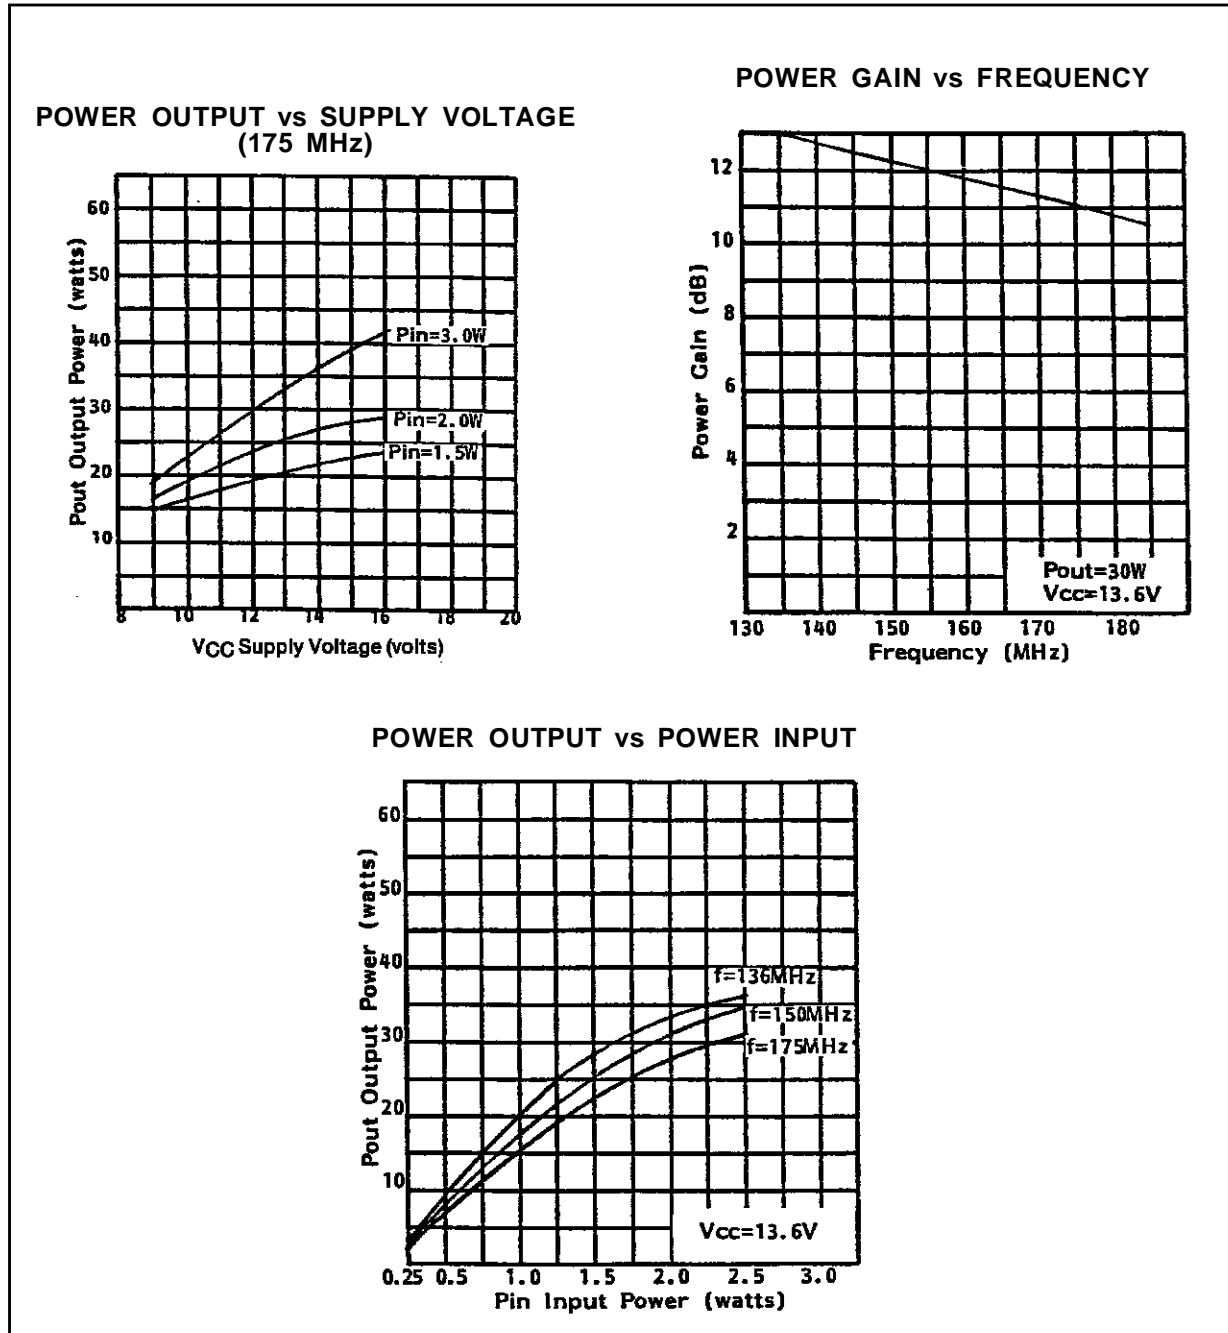 POWER OUTPUT vs SUPPLY VOLTAGE
(175 MHz)
60
50
40
30
20
10
Pout Output Power (watts)
Pin=3.0W
Pin=2.0W
Pin=1.5W
8 10 12 14 16 18 20
VCC Supply Voltage (volts)
POWER GAIN vs FREQUENCY
12
10
8
6
4
2
Power Gain (dB)
Pout=30W
Vcc=13.6V
130 140 150 160 170 180
Frequency (MHz)
POWER OUTPUT vs POWER INPUT
60
50
40
30
20
10
Pout Output Power (watts)
f=136MHz
f=150MHz
f=175MHz
Vcc=13.6V
0.25 0.5 1.0 1.5 2.0 2.5 3.0
Pin Input Power (watts)